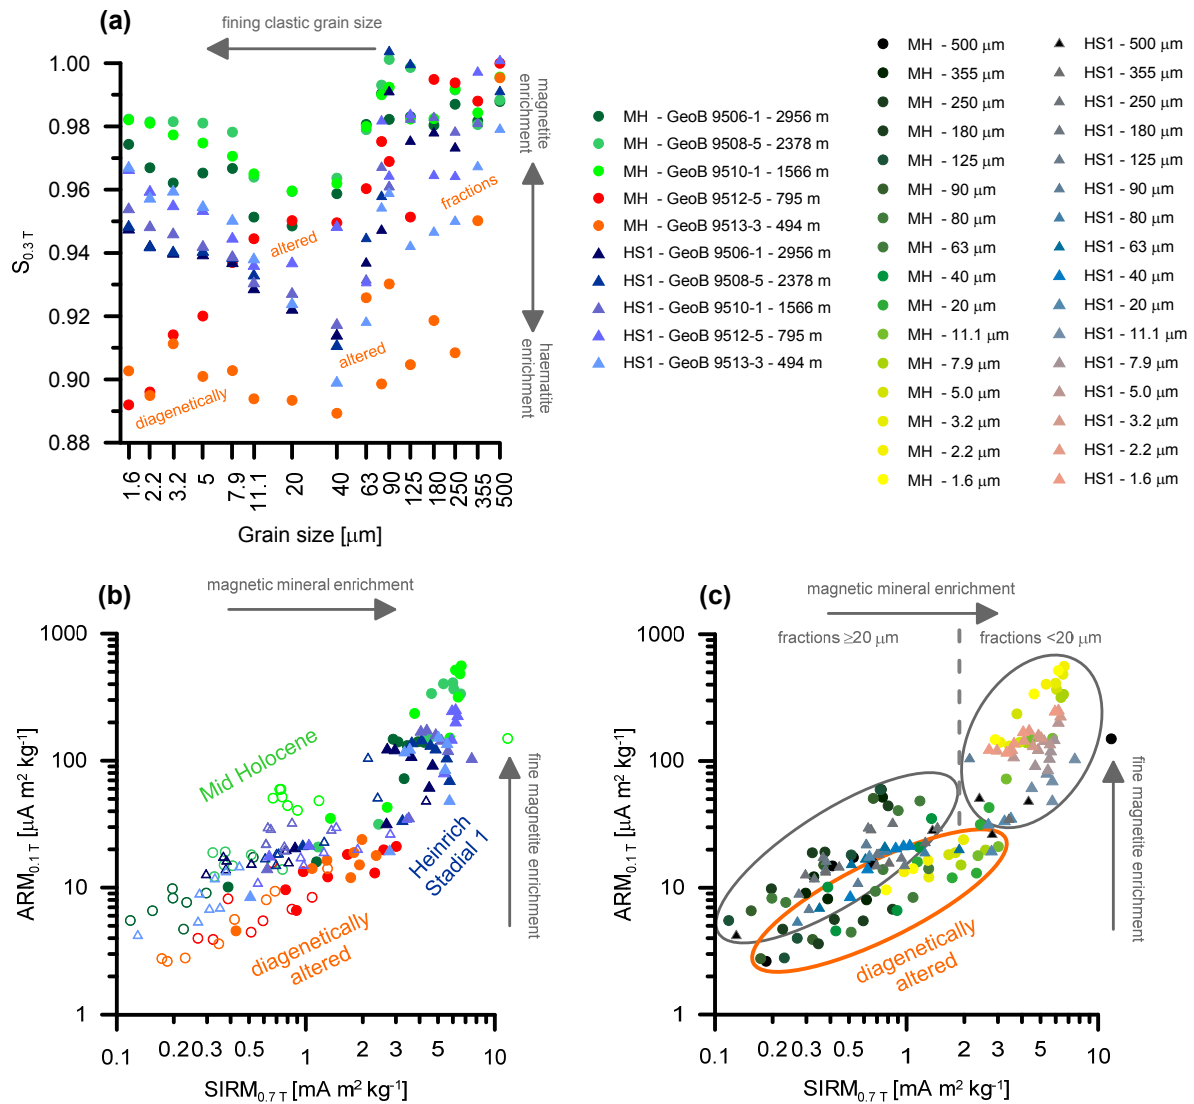 (a)
fining clastic grain size
1.00
0.98
0.96
0.94
0.92
0.90
0.88
S0.3 T
magnetite
enrichment
haematite
enrichment
fractions
altered
altered
diagenetically
1.6
2.2
3.2
5
7.9
11.1
20
40
63
90
125
180
250
355
500
Grain size [μm]
MH - GeoB 9506-1 - 2956 m
MH - GeoB 9508-5 - 2378 m
MH - GeoB 9510-1 - 1566 m
MH - GeoB 9512-5 - 795 m
MH - GeoB 9513-3 - 494 m
HS1 - GeoB 9506-1 - 2956 m
HS1 - GeoB 9508-5 - 2378 m
HS1 - GeoB 9510-1 - 1566 m
HS1 - GeoB 9512-5 - 795 m
HS1 - GeoB 9513-3 - 494 m
MH - 500 μm
MH - 355 μm
MH - 250 μm
MH - 180 μm
MH - 125 μm
MH - 90 μm
MH - 80 μm
MH - 63 μm
MH - 40 μm
MH - 20 μm
MH - 11.1 μm
MH - 7.9 μm
MH - 5.0 μm
MH - 3.2 μm
MH - 2.2 μm
MH - 1.6 μm
HS1 - 500 μm
HS1 - 355 μm
HS1 - 250 μm
HS1 - 180 μm
HS1 - 125 μm
HS1 - 90 μm
HS1 - 80 μm
HS1 - 63 μm
HS1 - 40 μm
HS1 - 20 μm
HS1 - 11.1 μm
HS1 - 7.9 μm
HS1 - 5.0 μm
HS1 - 3.2 μm
HS1 - 2.2 μm
HS1 - 1.6 μm
(b)
magnetic mineral enrichment
1000
100
10
1
ARM0.1 T [μA m² kg⁻¹]
Mid Holocene
Heinrich
Stadial 1
diagenetically
altered
fine magnetite enrichment
0.1
0.2
0.3
1
2
3
5
10
SIRM0.7 T [mA m² kg⁻¹]
(c)
magnetic mineral enrichment
fractions ≥20 μm
fractions <20 μm
1000
100
10
1
ARM0.1 T [μA m² kg⁻¹]
diagenetically
altered
fine magnetite enrichment
0.1
0.2
0.3
1
2
3
5
10
SIRM0.7 T [mA m² kg⁻¹]